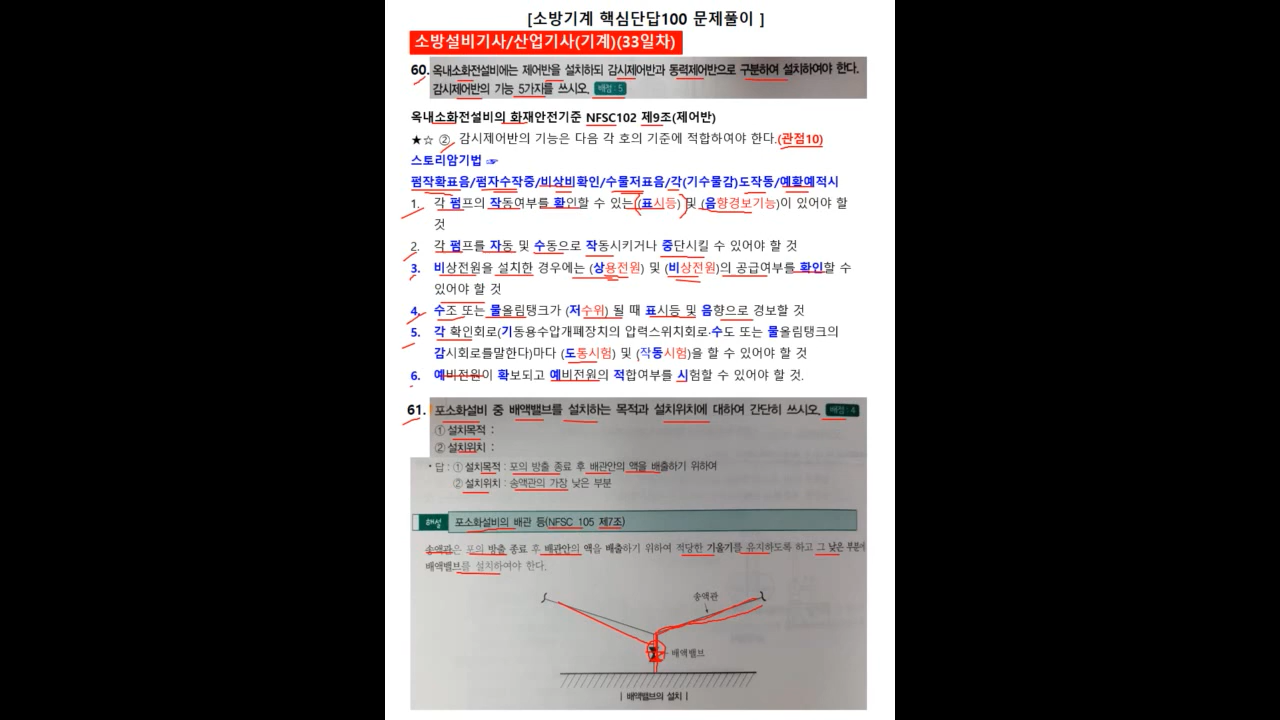 [소방기계 핵심단답100 문제풀이 ]
소방설비기사/산업기사(기계)(33일차)
60. 옥내소화전설비에는 제어반을 설치하되 감시제어반과 동력제어반으로 구분하여 설치하여야 한다.
감시제어반의 기능 5가지를 쓰시오. 배점 : 5
옥내소화전설비의 화재안전기준 NFSC102 제9조(제어반)
★☆ ②. 감시제어반의 기능은 다음 각 호의 기준에 적합하여야 한다.(관점10)
스토리암기법 ☞
펌작확표음/펌자수작중/비상비확인/수물저표음/각(기수물감)도작동/예확예적시
1. 각 펌프의 작동여부를 확인할 수 있는 (표시등) 및 (음향경보기능)이 있어야 할
것
2. 각 펌프를 자동 및 수동으로 작동시키거나 중단시킬 수 있어야 할 것
3. 비상전원을 설치한 경우에는 (상용전원) 및 (비상전원)의 공급여부를 확인할 수
있어야 할 것
4. 수조 또는 물올림탱크가 (저수위) 될 때 표시등 및 음향으로 경보할 것
5. 각 확인회로(기동용수압개폐장치의 압력스위치회로·수도 또는 물올림탱크의
감시회로를말한다)마다 (도통시험) 및 (작동시험)을 할 수 있어야 할 것
6. 예비전원이 확보되고 예비전원의 적합여부를 시험할 수 있어야 할 것.
61. 포소화설비 중 배액밸브를 설치하는 목적과 설치위치에 대하여 간단히 쓰시오. 배점 : 4
① 설치목적 :
② 설치위치 :
• 답 : ① 설치목적 : 포의 방출 종료 후 배관안의 액을 배출하기 위하여
② 설치위치 : 송액관의 가장 낮은 부분
해설 포소화설비의 배관 등(NFSC 105 제7조)
송액관은 포의 방출 종료 후 배관안의 액을 배출하기 위하여 적당한 기울기를 유지하도록 하고 그 낮은 부분에
배액밸브를 설치하여야 한다.
송액관
배액밸브
| 배액밸브의 설치 |